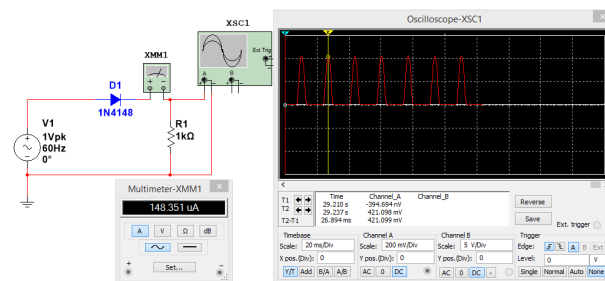 XSC1
Ext Trig
XMM1
A
B
D1
1N4148
V1
1Vpk
60Hz
0°
R1
1kΩ
Multimeter-XMM1
148.351 uA
A V Ω dB
Set...
+ -
Oscilloscope-XSC1
Time Channel_A Channel_B
T1 29.210 s -394.694 nV
T2 29.237 s 421.098 mV
T2-T1 26.894 ms 421.099 mV
Reverse
Save
Ext. trigger
Timebase Channel A Channel B Trigger
Scale: 20 ms/Div Scale: 200 mV/Div Scale: 5 V/Div Edge: A B Ext
X pos.(Div): 0 Y pos.(Div): 0 Y pos.(Div): 0 Level: 0 V
Y/T Add B/A A/B AC 0 DC AC 0 DC - Single Normal Auto None